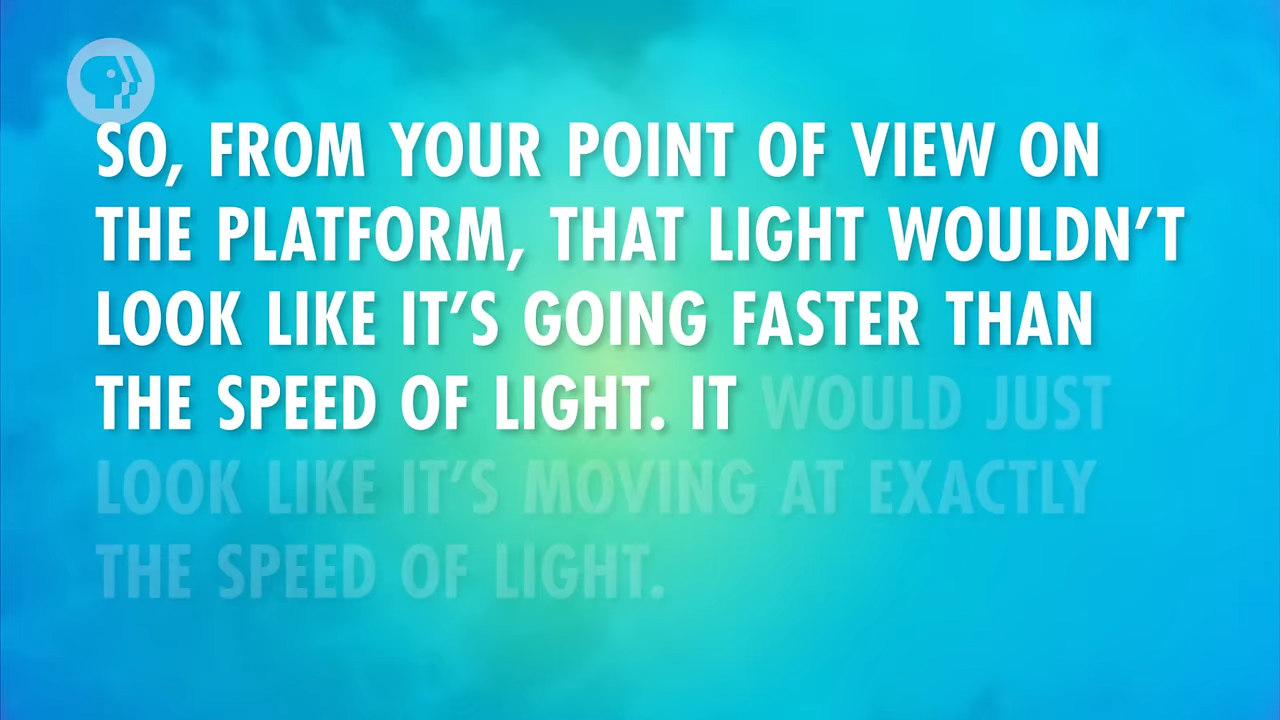 SO, FROM YOUR POINT OF VIEW ON
THE PLATFORM, THAT LIGHT WOULDN’T
LOOK LIKE IT’S GOING FASTER THAN
THE SPEED OF LIGHT. IT WOULD JUST
LOOK LIKE IT’S MOVING AT EXACTLY
THE SPEED OF LIGHT.